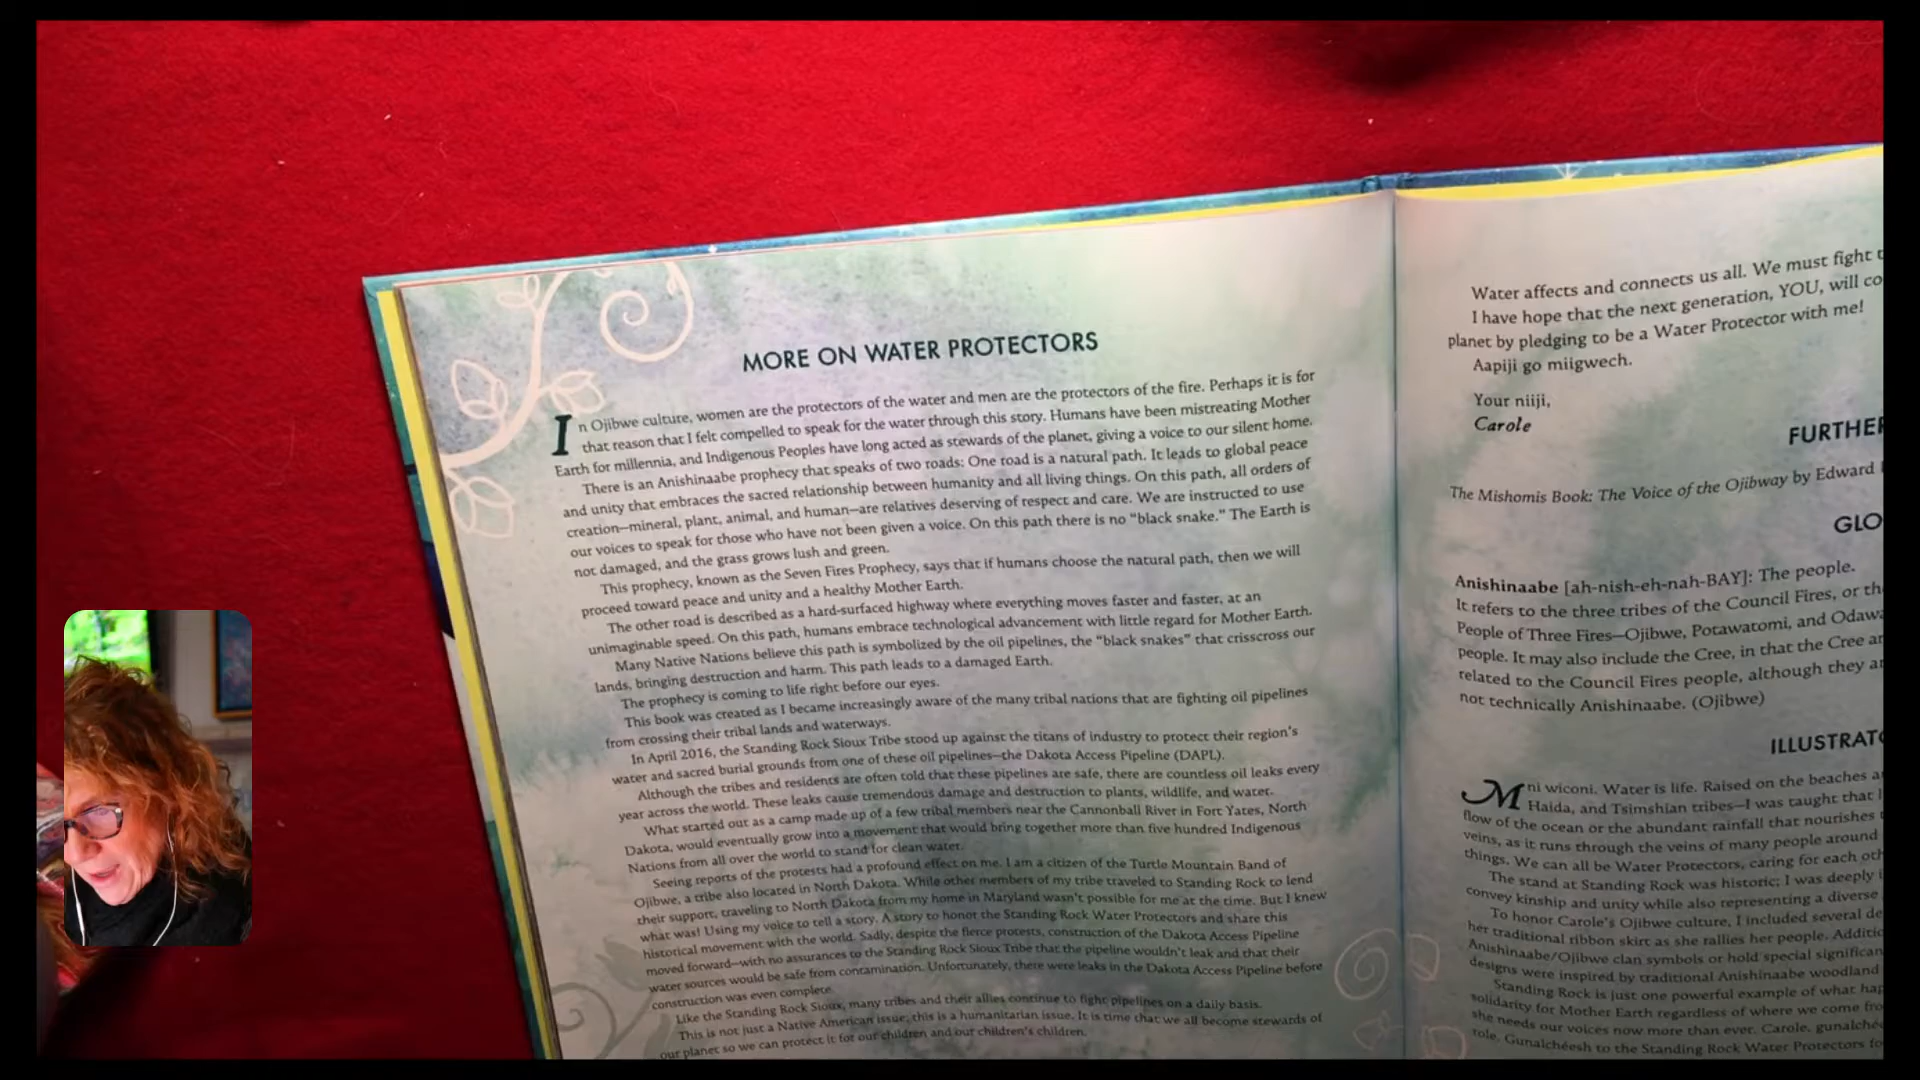 MORE ON WATER PROTECTORS
In Ojibwe culture, women are the protectors of the water and men are the protectors of the fire. Perhaps it is for
that reason that I felt compelled to speak for the water through this story. Humans have been mistreating Mother
Earth for millennia, and Indigenous Peoples have long acted as stewards of the planet, giving a voice to our silent home.
There is an Anishinaabe prophecy that speaks of two roads: One road is a natural path. It leads to global peace
and unity that embraces the sacred relationship between humanity and all living things. On this path, all orders of
creation—mineral, plant, animal, and human—are relatives deserving of respect and care. We are instructed to use
our voices to speak for those who have not been given a voice. On this path there is no "black snake." The Earth is
not damaged, and the grass grows lush and green.
This prophecy, known as the Seven Fires Prophecy, says that if humans choose the natural path, then we will
proceed toward peace and unity and a healthy Mother Earth.
The other road is described as a hard-surfaced highway where everything moves faster and faster, at an
unimaginable speed. On this path, humans embrace technological advancement with little regard for Mother Earth.
Many Native Nations believe this path is symbolized by the oil pipelines, the "black snakes" that crisscross our
lands, bringing destruction and harm. This path leads to a damaged Earth.
The prophecy is coming to life right before our eyes.
This book was created as I became increasingly aware of the many tribal nations that are fighting oil pipelines
from crossing their tribal lands and waterways.
In April 2016, the Standing Rock Sioux Tribe stood up against the titans of industry to protect their region's
water and sacred burial grounds from one of these oil pipelines—the Dakota Access Pipeline (DAPL).
Although the tribes and residents are often told that these pipelines are safe, there are countless oil leaks every
year across the world. These leaks cause tremendous damage and destruction to plants, wildlife, and water.
What started out as a camp made up of a few tribal members near the Cannonball River in Fort Yates, North
Dakota, would eventually grow into a movement that would bring together more than five hundred Indigenous
Nations from all over the world to stand for clean water.
Seeing reports of the protests had a profound effect on me. I am a citizen of the Turtle Mountain Band of
Ojibwe, a tribe also located in North Dakota. While other members of my tribe traveled to Standing Rock to lend
their support, traveling to North Dakota from my home in Maryland wasn't possible for me at the time. But I knew
what was! Using my voice to tell a story. A story to honor the Standing Rock Water Protectors and share this
historical movement with the world. Sadly, despite the fierce protests, construction of the Dakota Access Pipeline
moved forward—with no assurances to the Standing Rock Sioux Tribe that the pipeline wouldn't leak and that their
water sources would be safe from contamination. Unfortunately, there were leaks in the Dakota Access Pipeline before
construction was even complete.
Like the Standing Rock Sioux, many tribes and their allies continue to fight pipelines on a daily basis.
This is not just a Native American issue; this is a humanitarian issue. It is time that we all become stewards of
our planet so we can protect it for our children and our children's children.
Water affects and connects us all. We must fight
I have hope that the next generation, YOU, will co
planet by pledging to be a Water Protector with me!
Aapiji go miigwech.
Your niiji,
Carole
FURTHER
The Mishomis Book: The Voice of the Ojibway by Edward
GLO
Anishinaabe [ah-nish-eh-nah-BAY]: The people.
It refers to the three tribes of the Council Fires, or th
People of Three Fires—Ojibwe, Potawatomi, and Odawa
people. It may also include the Cree, in that the Cree ar
related to the Council Fires people, although they a
not technically Anishinaabe. (Ojibwe)
ILLUSTRATO
Mni wiconi. Water is life. Raised on the beaches a
Haida, and Tsimshian tribes—I was taught that
flow of the ocean or the abundant rainfall that nourishes
veins, as it runs through the veins of many people around
things. We can all be Water Protectors, caring for each oth
The stand at Standing Rock was historic; I was deeply i
convey kinship and unity while also representing a diverse
To honor Carole's Ojibwe culture, I included several de
her traditional ribbon skirt as she rallies her people. Additio
Anishinaabe/Ojibwe clan symbols or hold special significan
designs were inspired by traditional Anishinaabe woodland
Standing Rock is just one powerful example of what hap
solidarity for Mother Earth regardless of where we come fro
she needs our voices now more than ever. Carole, gunalché
role. Gunalchéesh to the Standing Rock Water Protectors fo